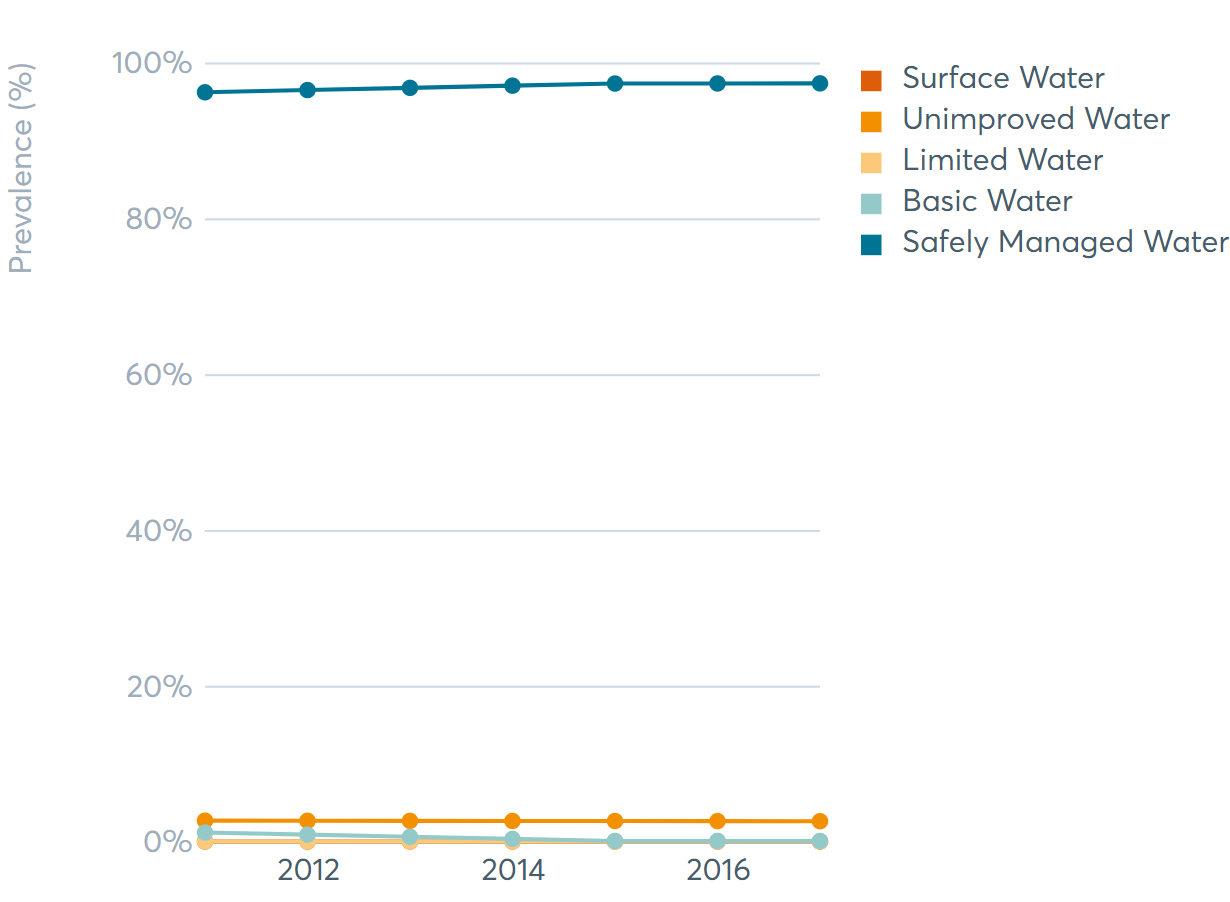 Prevalence (%)
100%
80%
60%
40%
20%
0%
2012
2014
2016
Surface Water
Unimproved Water
Limited Water
Basic Water
Safely Managed Water